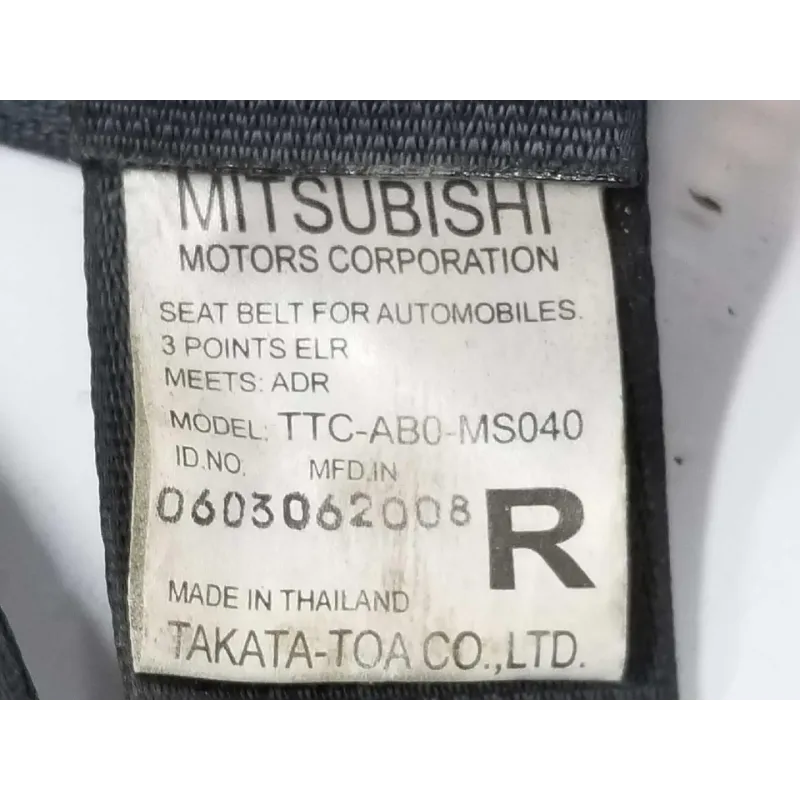 MITSUBISHI
MOTORS CORPORATION
SEAT BELT FOR AUTOMOBILES.
3 POINTS ELR
MEETS: ADR
MODEL: TTC-AB0-MS040
ID.NO. MFD.IN
0603062008 R
MADE IN THAILAND
TAKATA-TOA CO.,LTD.